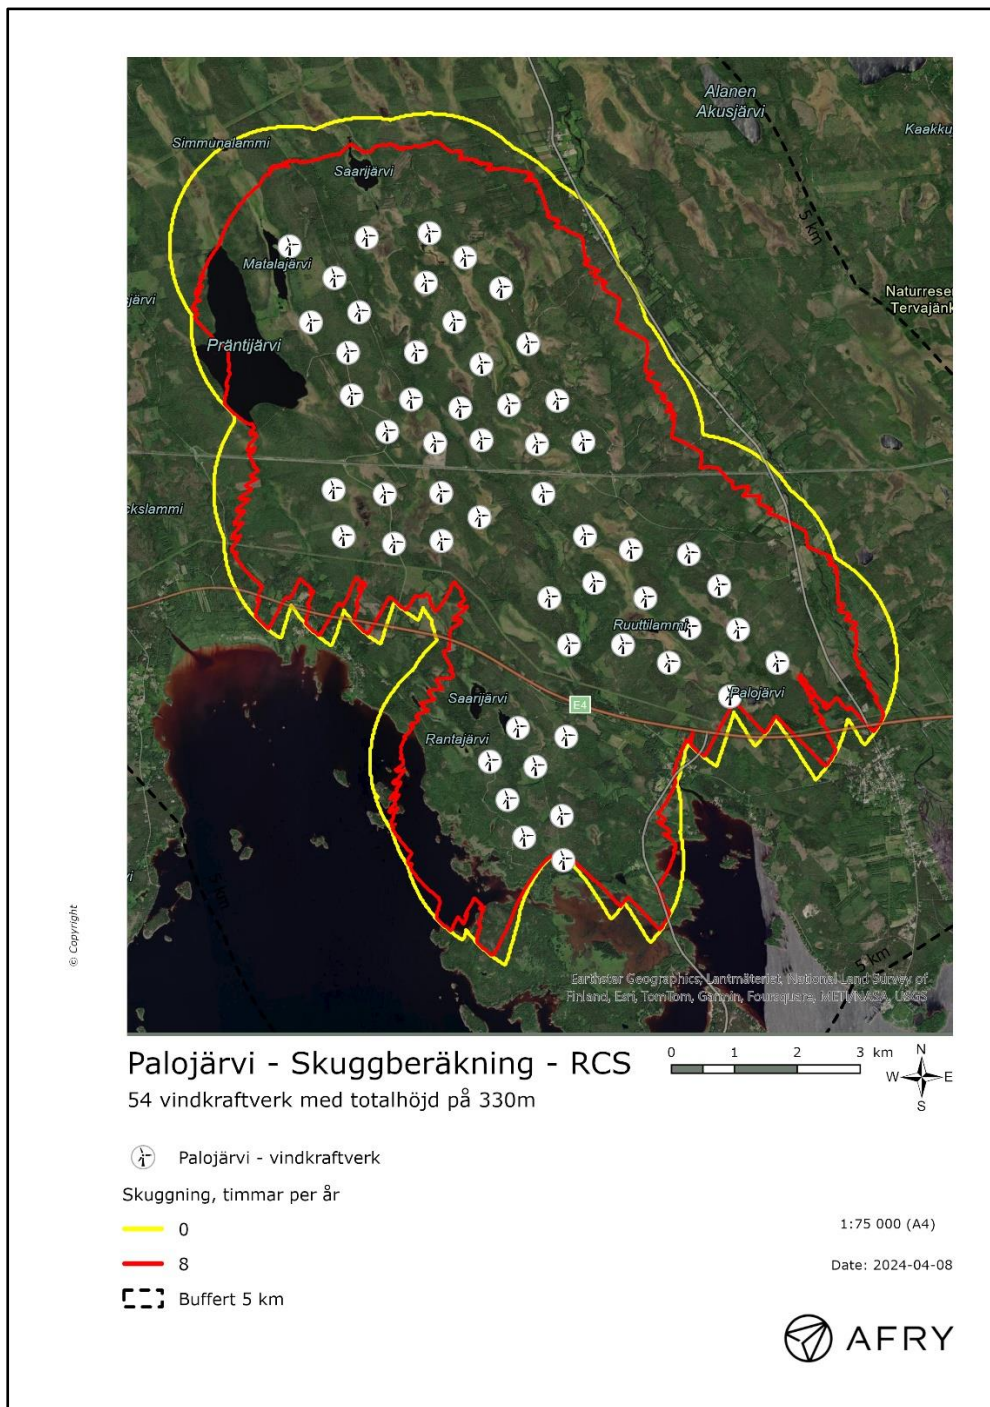 Alanen
Akusjärvi
Simmunalammi
Kaakku
Saarijärvi
5 km
Matalajärvi
Naturreser
Tervajänk
sjärvi
Präntijärvi
ckslammi
Ruuttilammi
Palojärvi
Saarijärvi
E4
Rantajärvi
vi
5 km
5 km
Earthstar Geographics, Lantmäteriet, National Land Survey of
Finland, Esri, TomTom, Garmin, Foursquare, METI/NASA, USGS
© Copyright
Palojärvi - Skuggberäkning - RCS
54 vindkraftverk med totalhöjd på 330m
0 1 2 3 km
N
W E
S
Palojärvi - vindkraftverk
Skuggning, timmar per år
0
8
Buffert 5 km
1:75 000 (A4)
Date: 2024-04-08
AFRY